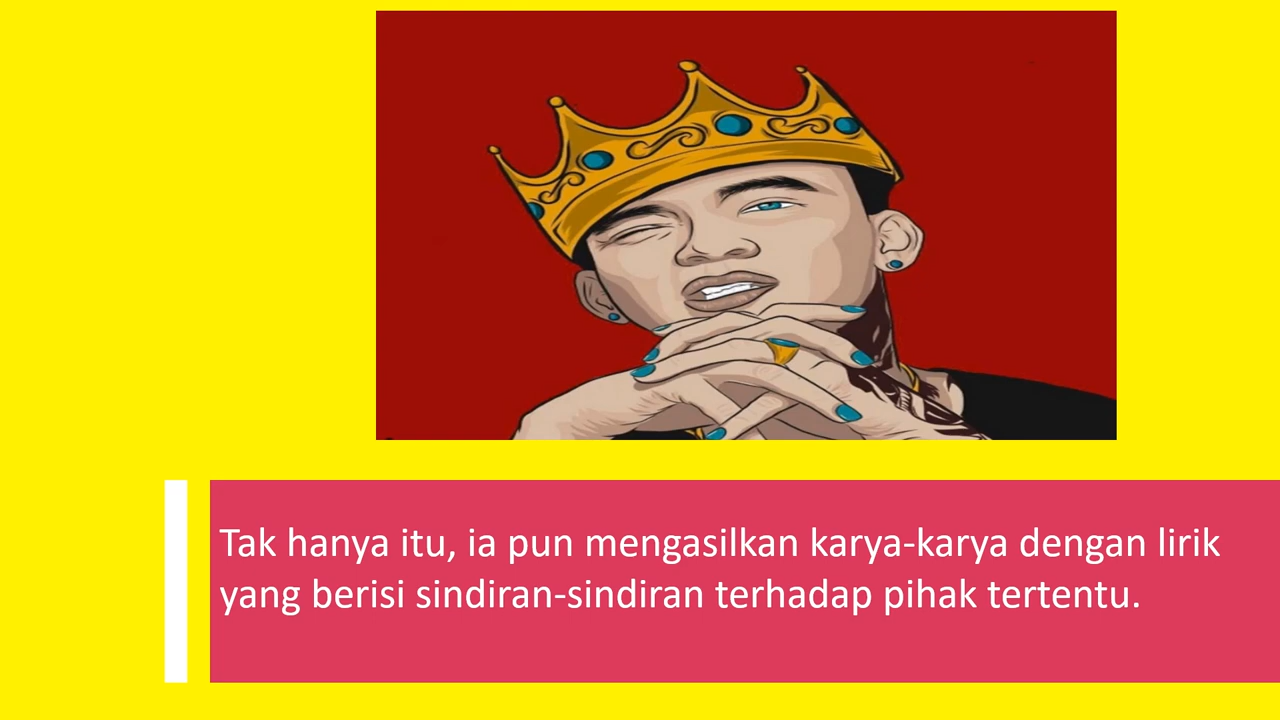 Tak hanya itu, ia pun mengasilkan karya-karya dengan lirik
yang berisi sindiran-sindiran terhadap pihak tertentu.